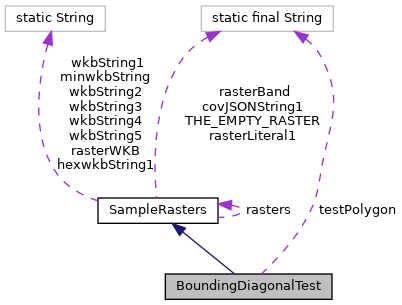 static String
static final String
wkbString1
minwkbString
wkbString2
wkbString3
wkbString4
wkbString5
rasterWKB
hexwkbString1
rasterBand
covJSONString1
THE_EMPTY_RASTER
rasterLiteral1
SampleRasters
rasters
testPolygon
BoundingDiagonalTest